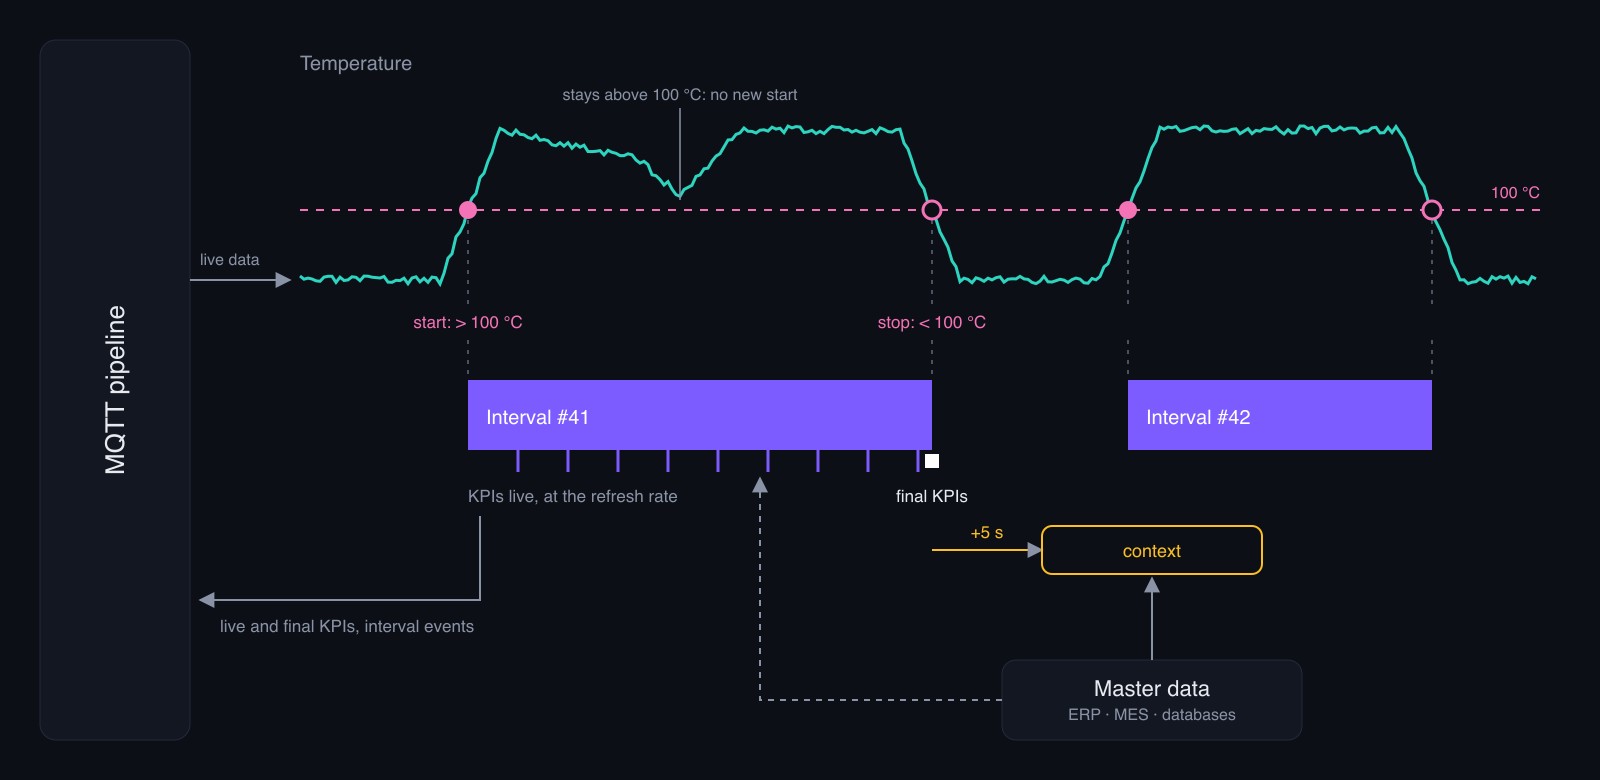 Temperature
stays above 100 °C: no new start
100 °C
live data
MQTT pipeline
start: > 100 °C
stop: < 100 °C
Interval #41
Interval #42
KPIs live, at the refresh rate
final KPIs
+5 s
context
live and final KPIs, interval events
Master data
ERP · MES · databases